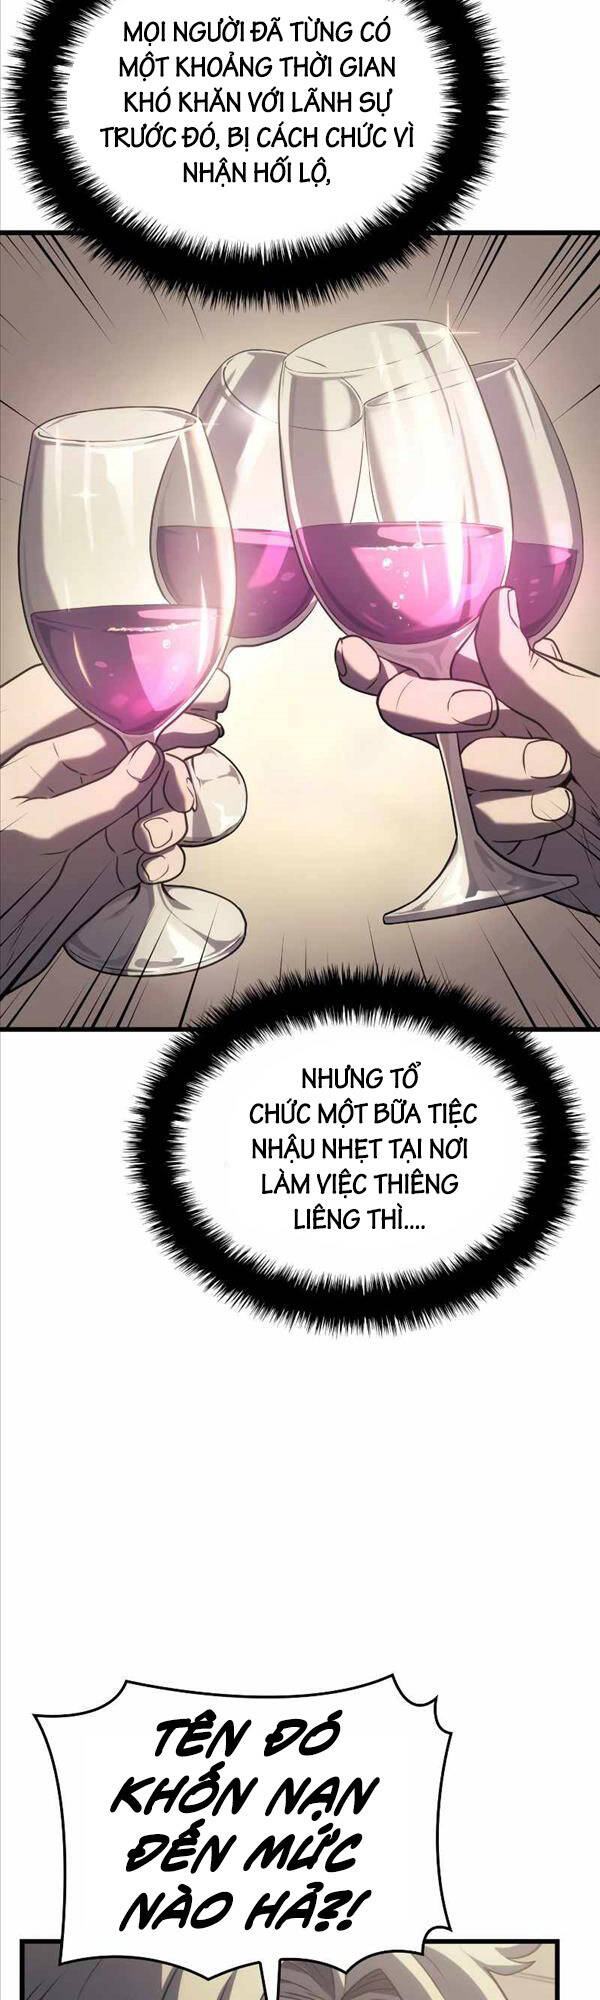 MỌI NGƯỜI ĐÃ TỪNG CÓ
MỘT KHOẢNG THỜI GIAN
KHÓ KHĂN VỚI LÃNH SỰ
TRƯỚC ĐÓ, BỊ CÁCH CHỨC VÌ
NHẬN HỐI LỘ,
NHƯNG TỔ
CHỨC MỘT BỮA TIỆC
NHẬU NHẸT TẠI NƠI
LÀM VIỆC THIÊNG
LIÊNG THÌ....
TÊN ĐÓ
KHỐN NẠN
ĐẾN MỨC
NÀO HẢ?!